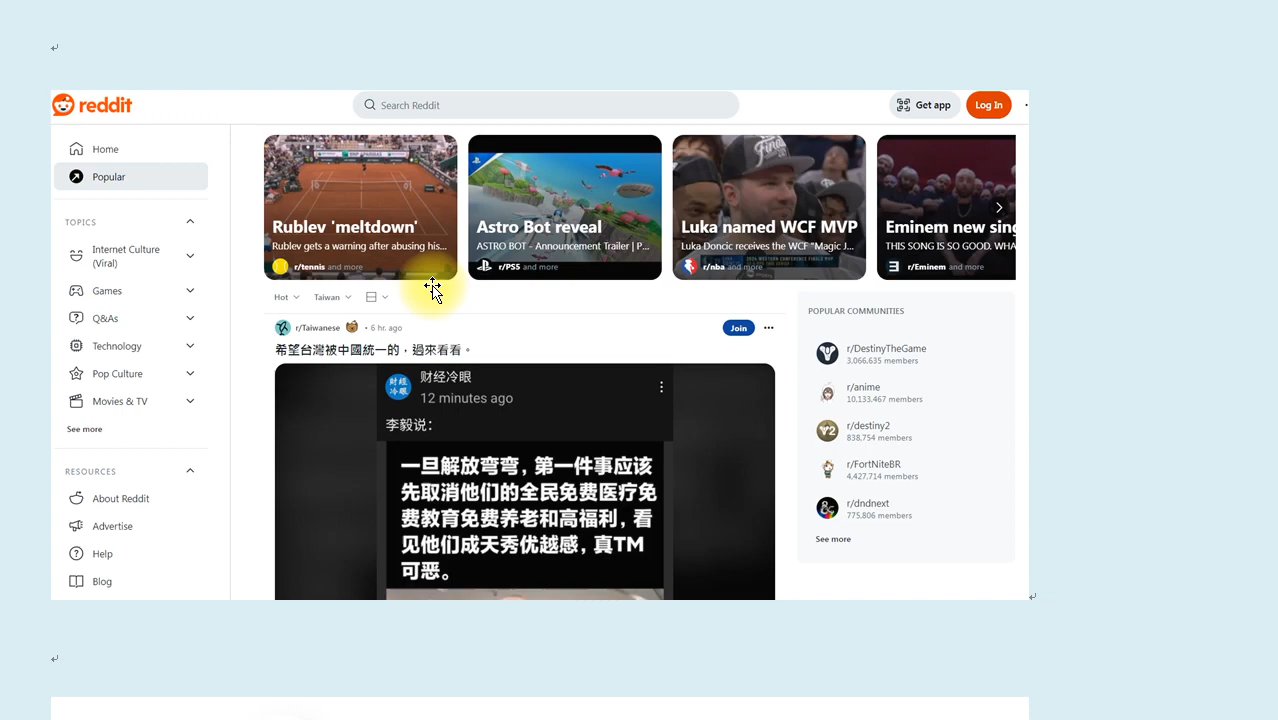 reddit
Search Reddit
Get app
Log In
Home
Popular
TOPICS
Internet Culture
(Viral)
Games
Q&As
Technology
Pop Culture
Movies & TV
See more
RESOURCES
About Reddit
Advertise
Help
Blog
Rublev 'meltdown'
Rublev gets a warning after abusing his...
r/tennis and more
Astro Bot reveal
ASTRO BOT - Announcement Trailer | P...
r/PS5 and more
Luka named WCF MVP
Luka Doncic receives the WCF "Magic J...
r/nba and more
Eminem new sing
THIS SONG IS SO GOOD. WHA
r/Eminem and more
Hot
Taiwan
r/Taiwanese • 6 hr. ago
Join
希望台灣被中國統一的，過來看看。
财经
冷眼
财经冷眼
12 minutes ago
李毅说：
一旦解放弯弯，第一件事应该
先取消他们的全民免费医疗免
费教育免费养老和高福利，看
见他们成天秀优越感，真TM
可恶。
POPULAR COMMUNITIES
r/DestinyTheGame
3,066,635 members
r/anime
10,133,467 members
r/destiny2
838,754 members
r/FortNiteBR
4,427,714 members
r/dndnext
775,806 members
See more